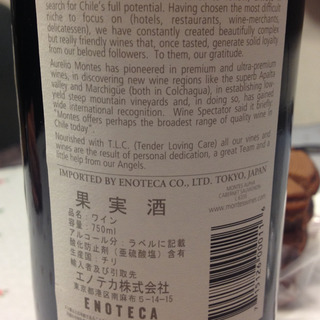 search for Chile's full potential. Having chosen the most difficult
niche to focus on (hotels, restaurants, wine-merchants,
delicatessen), we have constantly created beautifully complex
but really friendly wines that, once tasted, generate solid loyalty
from our beloved followers. To them, our gratitude.
Aurelio Montes has pioneered in premium and ultra-premium
wines, in discovering new wine regions like the superb Apalta
valley and Marchigüe (both in Colchagua), in establishing low-
yield steep mountain vineyards and, in doing so, has gained
wide international recognition. Wine Spectator said it briefly:
"Montes offers perhaps the broadest range of quality wine in
Chile today".
Nourished with T.L.C. (Tender Loving Care) all our vines and
wines are the result of personal dedication, a great Team and a
little help from our Angels.
IMPORTED BY ENOTECA CO., LTD. TOKYO, JAPAN
果実酒
品名：ワイン
容量：750ml
アルコール分 ラベルに記載
酸化防止剤（亜硫酸塩）含有
生産国：チリ
輸入者及び引取先
エノテカ株式会社
東京都港区南麻布5-14-15
ENOTECA
MONTES ALPHA
CABERNET SAUVIGNON